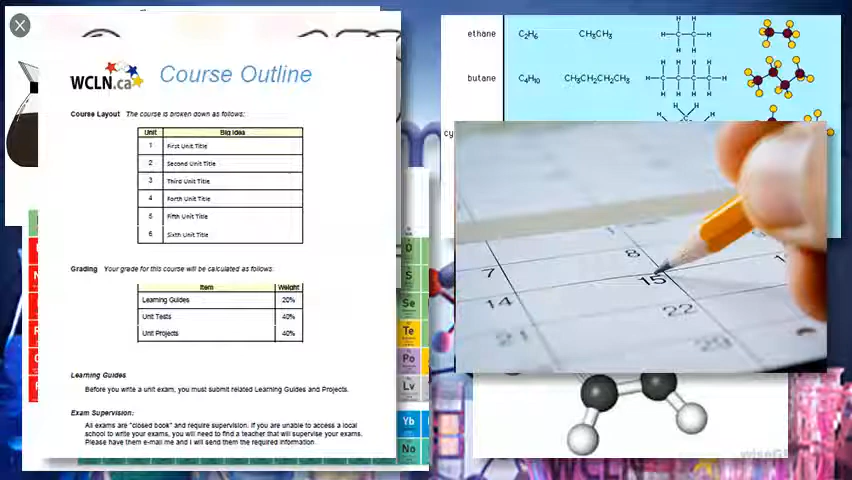 WCLN.ca
Course Outline
Course Layout The course is broken down as follows:
Unit Big Idea
1 First Unit Title
2 Second Unit Title
3 Third Unit Title
4 Forth Unit Title
5 Fifth Unit Title
6 Sixth Unit Title
Grading Your grade for this course will be calculated as follows:
Item Weight
Learning Guides 20%
Unit Tests 40%
Unit Projects 40%
Learning Guides
Before you write a unit exam, you must submit related Learning Guides and Projects.
Exam Supervision:
All exams are "closed book" and require supervision. If you are unable to access a local
school to write your exams, you will need to find a teacher that will supervise your exams.
Please have them e-mail me and I will send them the required information.
S
Se
Te
Po
Lv
Yb
No
ethane C₂H₆ CH₃CH₃
H H
H C C H
H H
butane C₄H₁₀ CH₃CH₂CH₂CH₃
H H H H
H C C C C H
H H H H
cy
H H
7 8
14 15
21 22
29